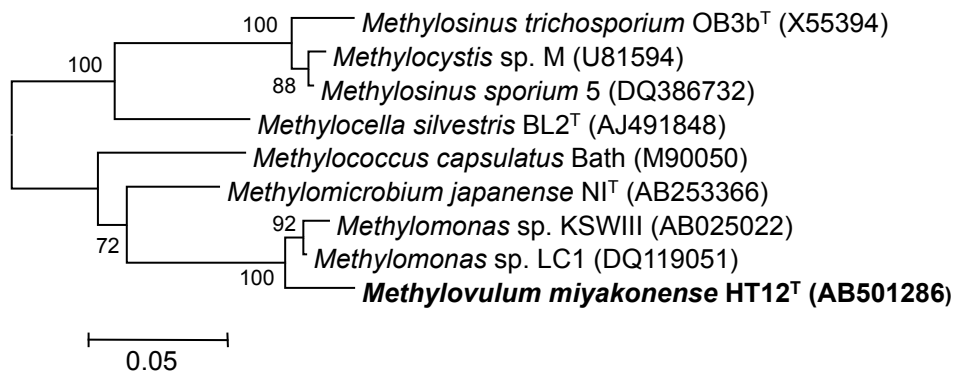 100
100
Methylosinus trichosporium OB3bᵀ (X55394)
Methylocystis sp. M (U81594)
88
Methylosinus sporium 5 (DQ386732)
Methylocella silvestris BL2ᵀ (AJ491848)
Methylococcus capsulatus Bath (M90050)
Methylomicrobium japanense NIᵀ (AB253366)
92
Methylomonas sp. KSWIII (AB025022)
72
Methylomonas sp. LC1 (DQ119051)
100
Methylovulum miyakonense HT12ᵀ (AB501286)
0.05